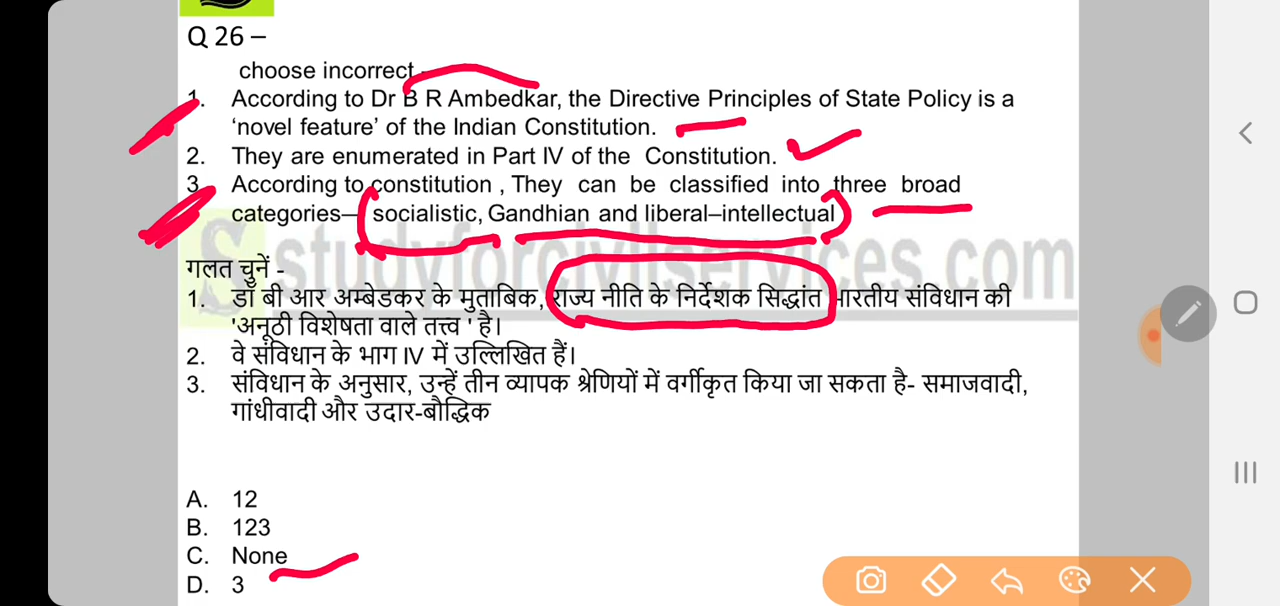 Q 26 –
choose incorrect -
1. According to Dr B R Ambedkar, the Directive Principles of State Policy is a
'novel feature' of the Indian Constitution.
2. They are enumerated in Part IV of the Constitution.
3. According to constitution , They can be classified into three broad
categories— socialistic, Gandhian and liberal–intellectual
studyforcivilservices.com
गलत चुनें -
1. डॉ बी आर अम्बेडकर के मुताबिक, राज्य नीति के निर्देशक सिद्धांत भारतीय संविधान की
'अनूठी विशेषता वाले तत्त्व ' है।
2. वे संविधान के भाग IV में उल्लिखित हैं।
3. संविधान के अनुसार, उन्हें तीन व्यापक श्रेणियों में वर्गीकृत किया जा सकता है- समाजवादी,
गांधीवादी और उदार-बौद्धिक
A. 12
B. 123
C. None
D. 3